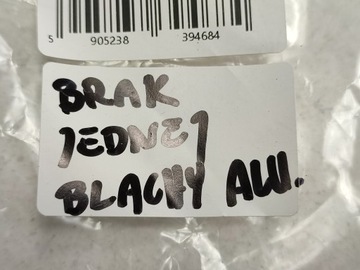 5 905238 394684
BRAK
JEDNEJ
BLACHY ALU.